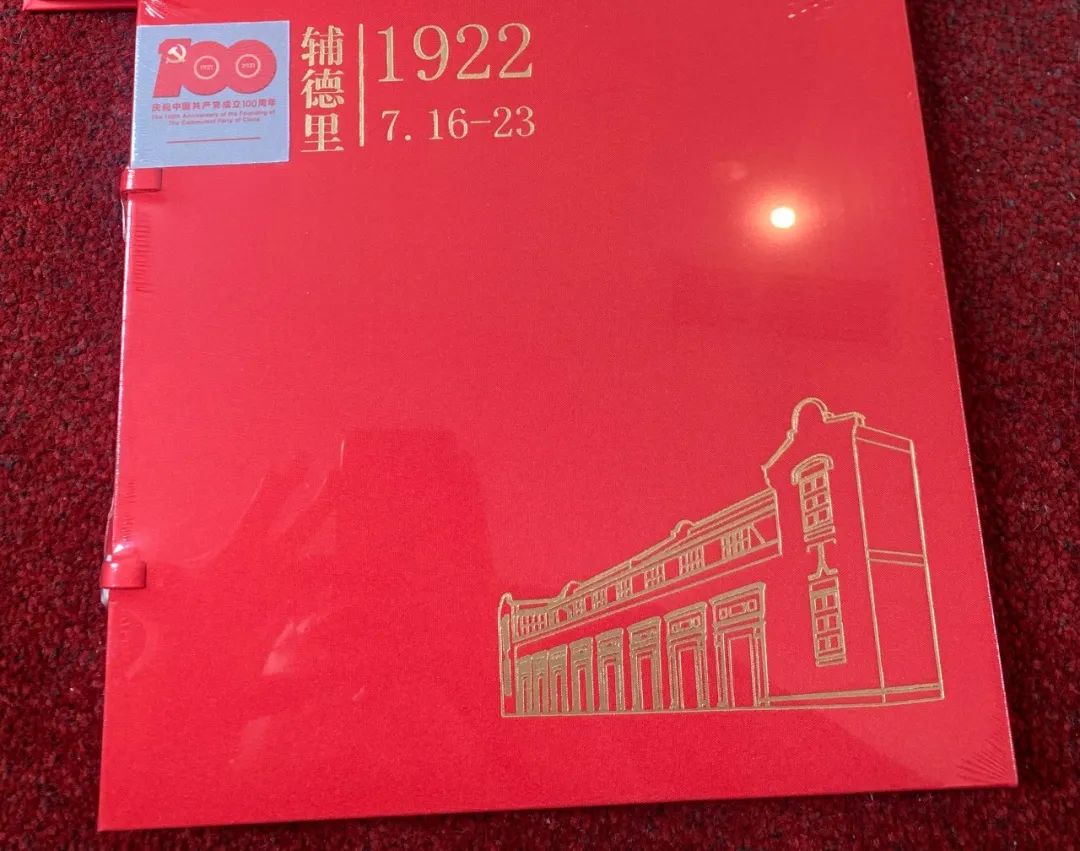 100
1921 2021
庆祝中国共产党成立100周年
The 100th Anniversary of the Founding of
The Communist Party of China
辅德里
1922
7.16-23